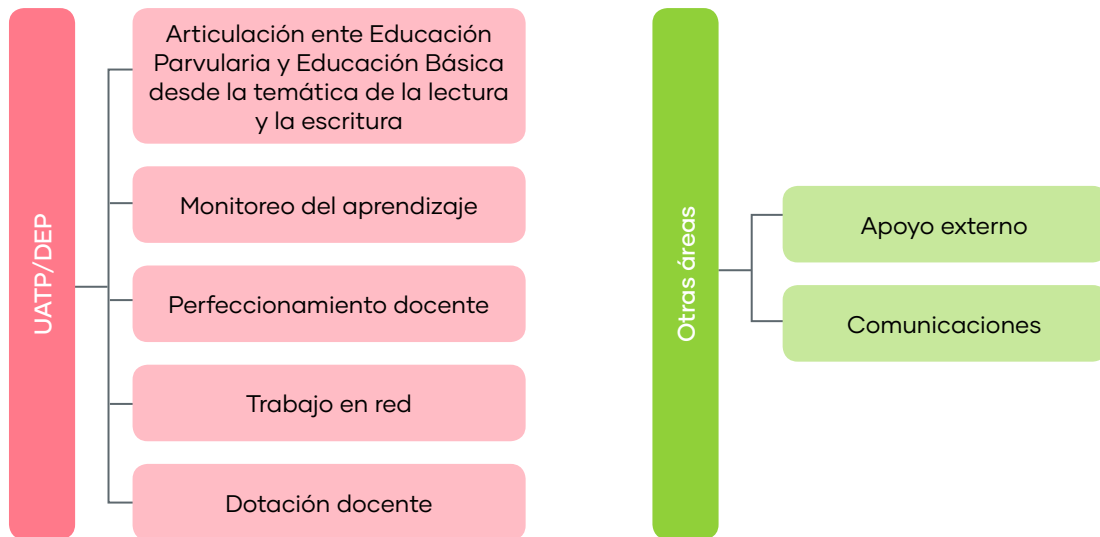 UATP/DEP
Articulación ente Educación
Parvularia y Educación Básica
desde la temática de la lectura
y la escritura
Monitoreo del aprendizaje
Perfeccionamiento docente
Trabajo en red
Dotación docente
Otras áreas
Apoyo externo
Comunicaciones